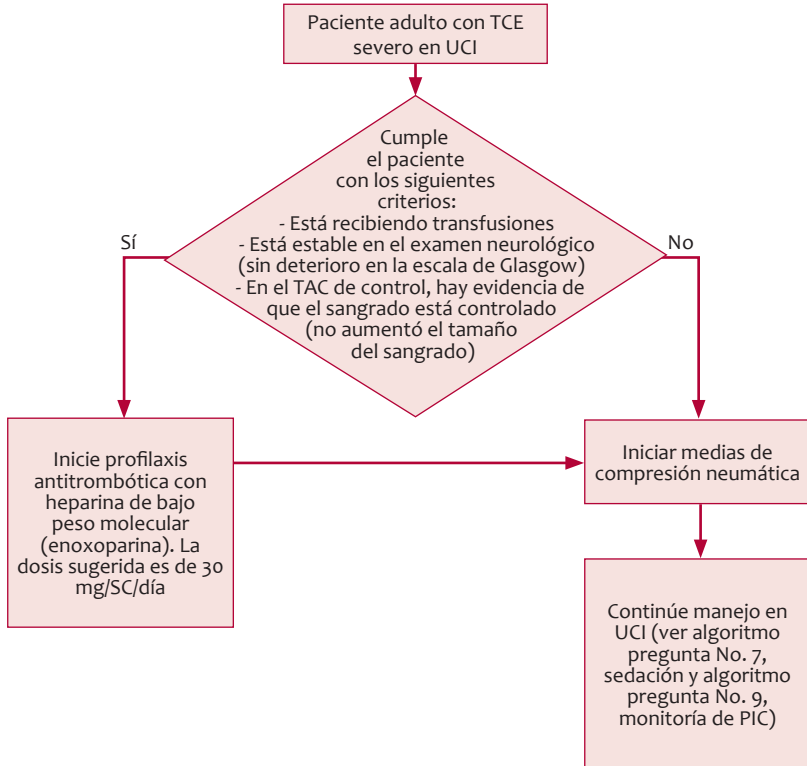 Paciente adulto con TCE
severo en UCI
Cumple
el paciente
con los siguientes
criterios:
- Está recibiendo transfusiones
- Está estable en el examen neurológico
(sin deterioro en la escala de Glasgow)
- En el TAC de control, hay evidencia de
que el sangrado está controlado
(no aumentó el tamaño
del sangrado)
Sí
No
Inicie profilaxis
antitrombótica con
heparina de bajo
peso molecular
(enoxoparina). La
dosis sugerida es de 30
mg/SC/día
Iniciar medias de
compresión neumática
Continúe manejo en
UCI (ver algoritmo
pregunta No. 7,
sedación y algoritmo
pregunta No. 9,
monitoría de PIC)